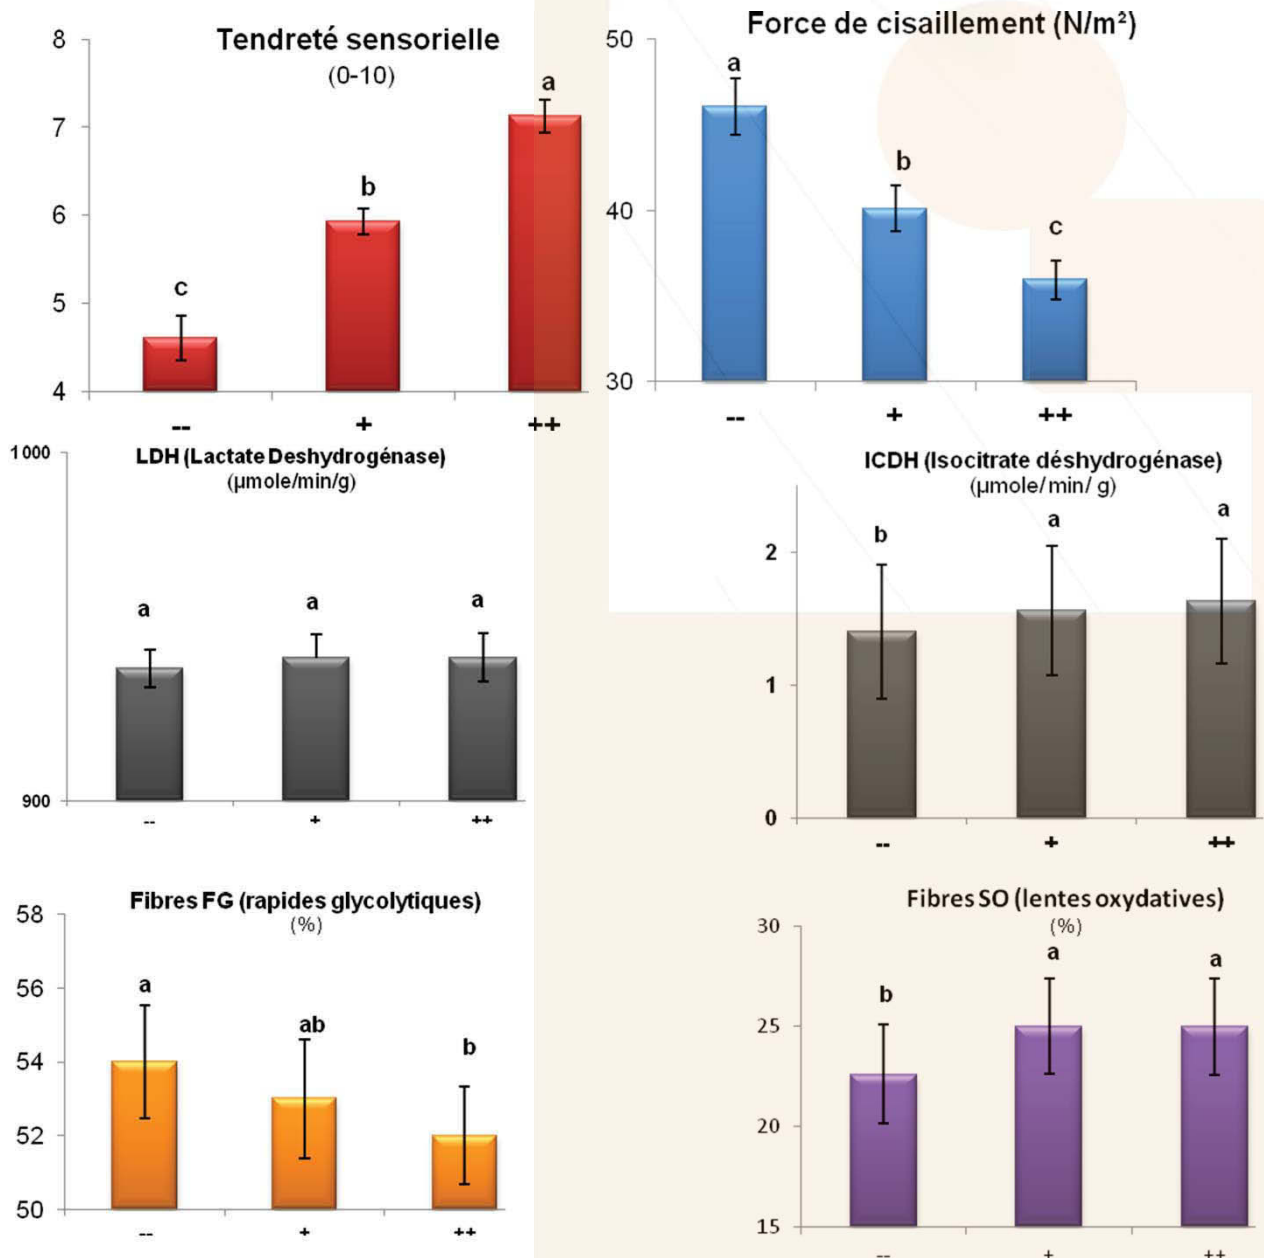 Tendreté sensorielle
(0-10)
8
7
6
5
4
c
b
a
--
+
++
Force de cisaillement (N/m²)
50
40
30
a
b
c
--
+
++
LDH (Lactate Deshydrogénase)
(µmole/min/g)
1000
900
a
a
a
--
+
++
ICDH (Isocitrate déshydrogénase)
(µmole/ min/ g)
2
1
0
b
a
a
--
+
++
Fibres FG (rapides glycolytiques)
(%)
58
56
54
52
50
a
ab
b
--
+
++
Fibres SO (lentes oxydatives)
(%)
30
25
20
15
b
a
a
--
+
++